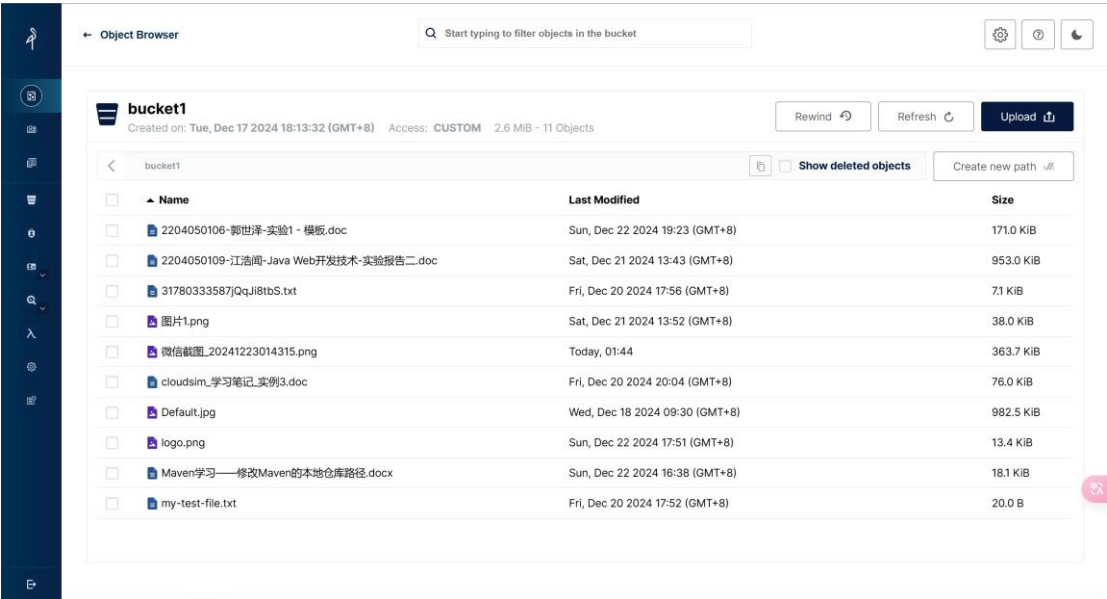 ← Object Browser
Start typing to filter objects in the bucket
bucket1
Created on: Tue, Dec 17 2024 18:13:32 (GMT+8) Access: CUSTOM 2.6 MiB - 11 Objects
Rewind
Refresh
Upload
bucket1
Show deleted objects
Create new path
Name Last Modified Size
2204050106-郭世泽-实验1 - 模板.doc Sun, Dec 22 2024 19:23 (GMT+8) 171.0 KiB
2204050109-江浩闻-Java Web开发技术-实验报告二.doc Sat, Dec 21 2024 13:43 (GMT+8) 953.0 KiB
31780333587jQqJi8tbS.txt Fri, Dec 20 2024 17:56 (GMT+8) 7.1 KiB
图片1.png Sat, Dec 21 2024 13:52 (GMT+8) 38.0 KiB
微信截图_20241223014315.png Today, 01:44 363.7 KiB
cloudsim_学习笔记_实例3.doc Fri, Dec 20 2024 20:04 (GMT+8) 76.0 KiB
Default.jpg Wed, Dec 18 2024 09:30 (GMT+8) 982.5 KiB
logo.png Sun, Dec 22 2024 17:51 (GMT+8) 13.4 KiB
Maven学习——修改Maven的本地仓库路径.docx Sun, Dec 22 2024 16:38 (GMT+8) 18.1 KiB
my-test-file.txt Fri, Dec 20 2024 17:52 (GMT+8) 20.0 B